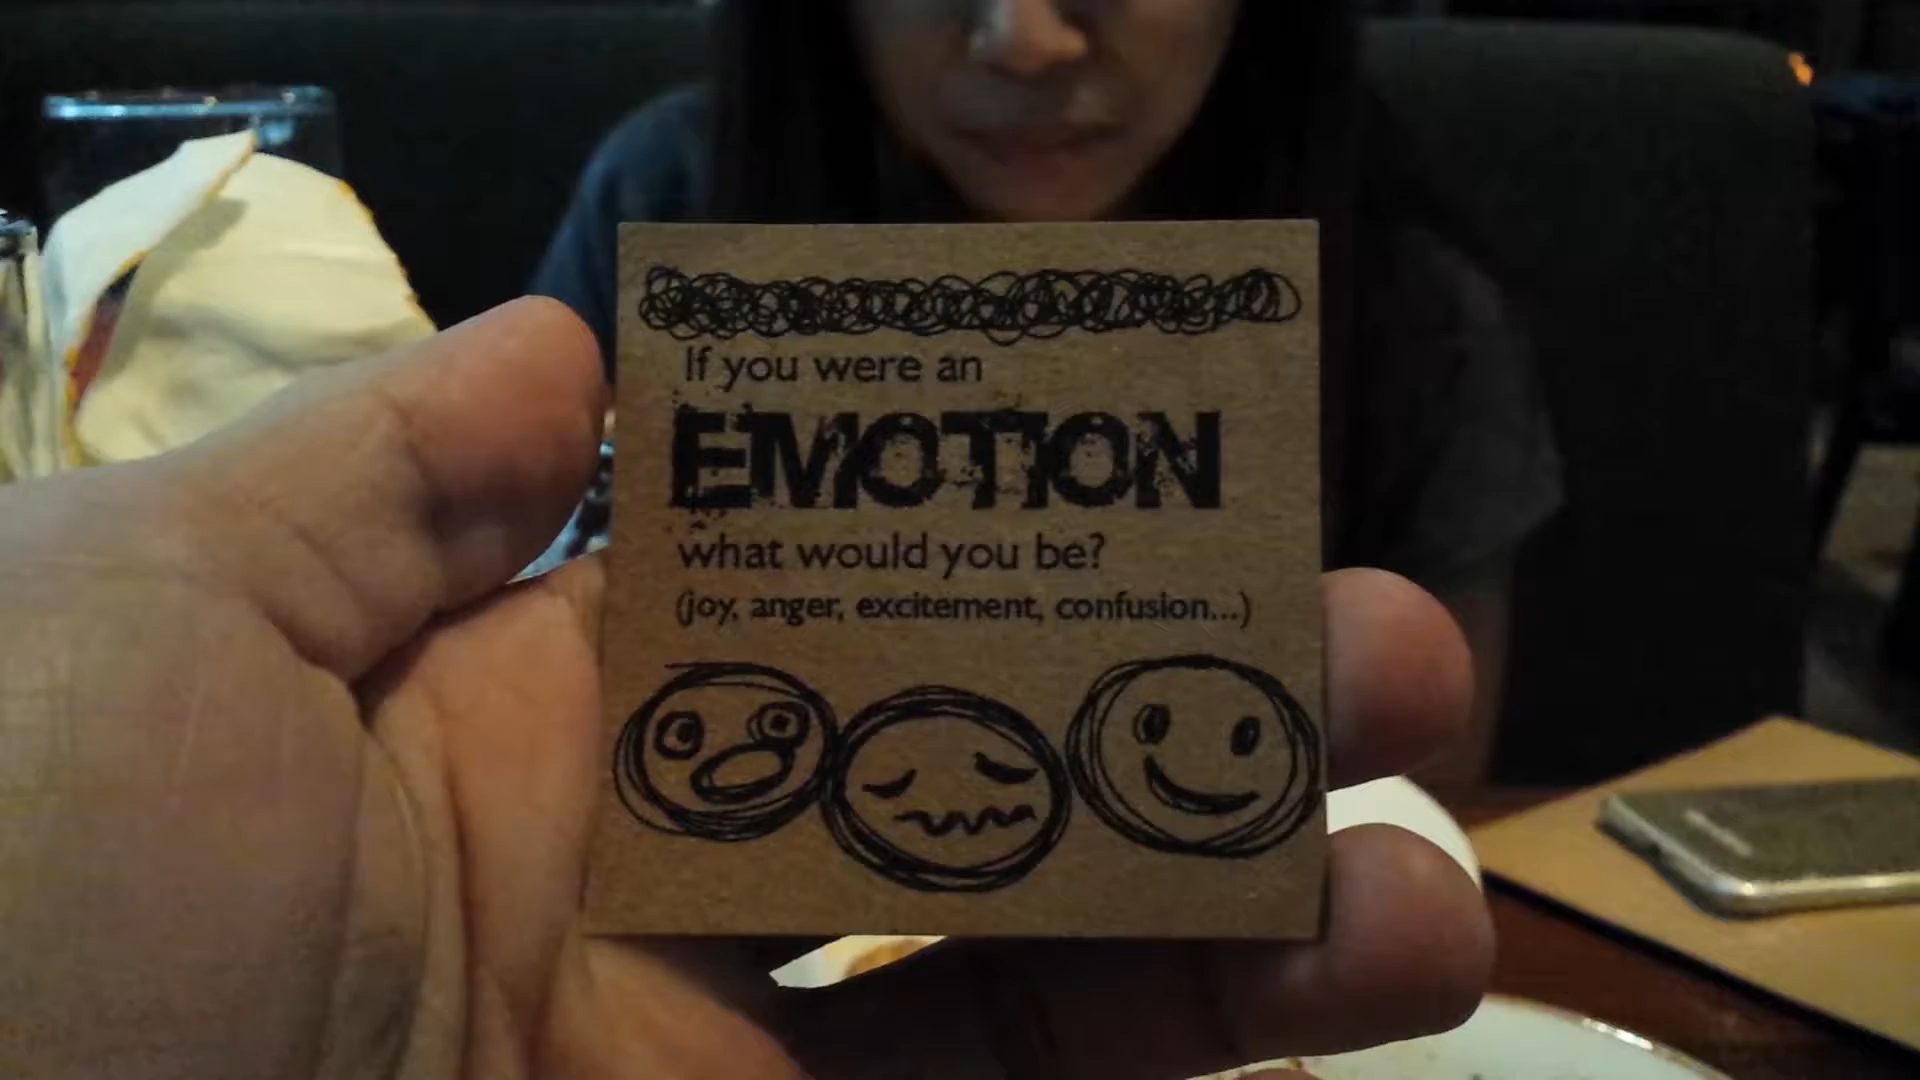 If you were an
EMOTION
what would you be?
(joy, anger, excitement, confusion...)